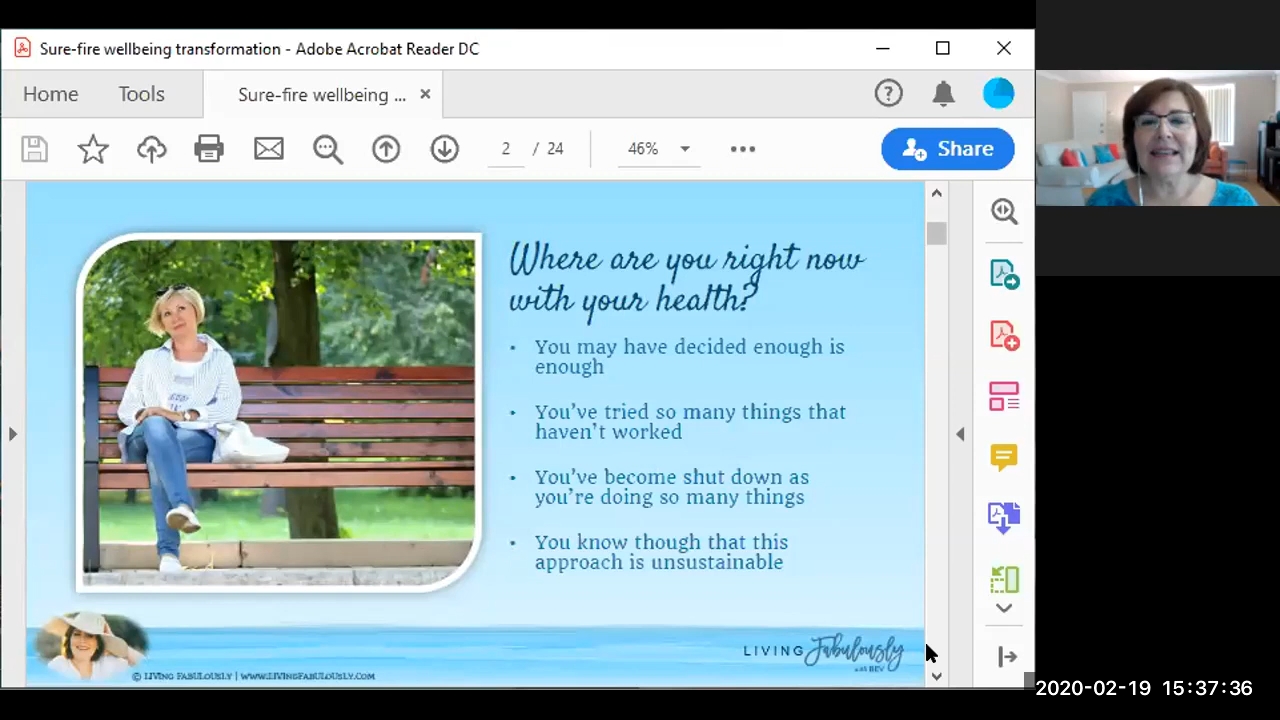 Sure-fire wellbeing transformation - Adobe Acrobat Reader DC
Home
Tools
Sure-fire wellbeing ...
2 / 24
46%
Share
Where are you right now
with your health?
• You may have decided enough is
enough
• You've tried so many things that
haven't worked
• You've become shut down as
you're doing so many things
• You know though that this
approach is unsustainable
LIVING Fabulously
with BEV
© LIVING FABULOUSLY | WWW.LIVINGFABULOUSLY.COM
2020-02-19 15:37:36